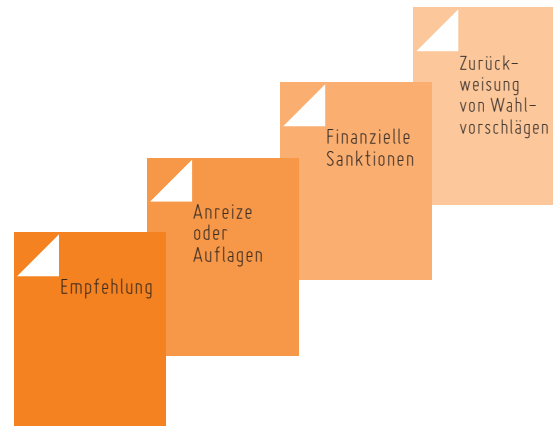 Zurück-
weisung
von Wahl-
vorschlägen
Finanzielle
Sanktionen
Anreize
oder
Auflagen
Empfehlung